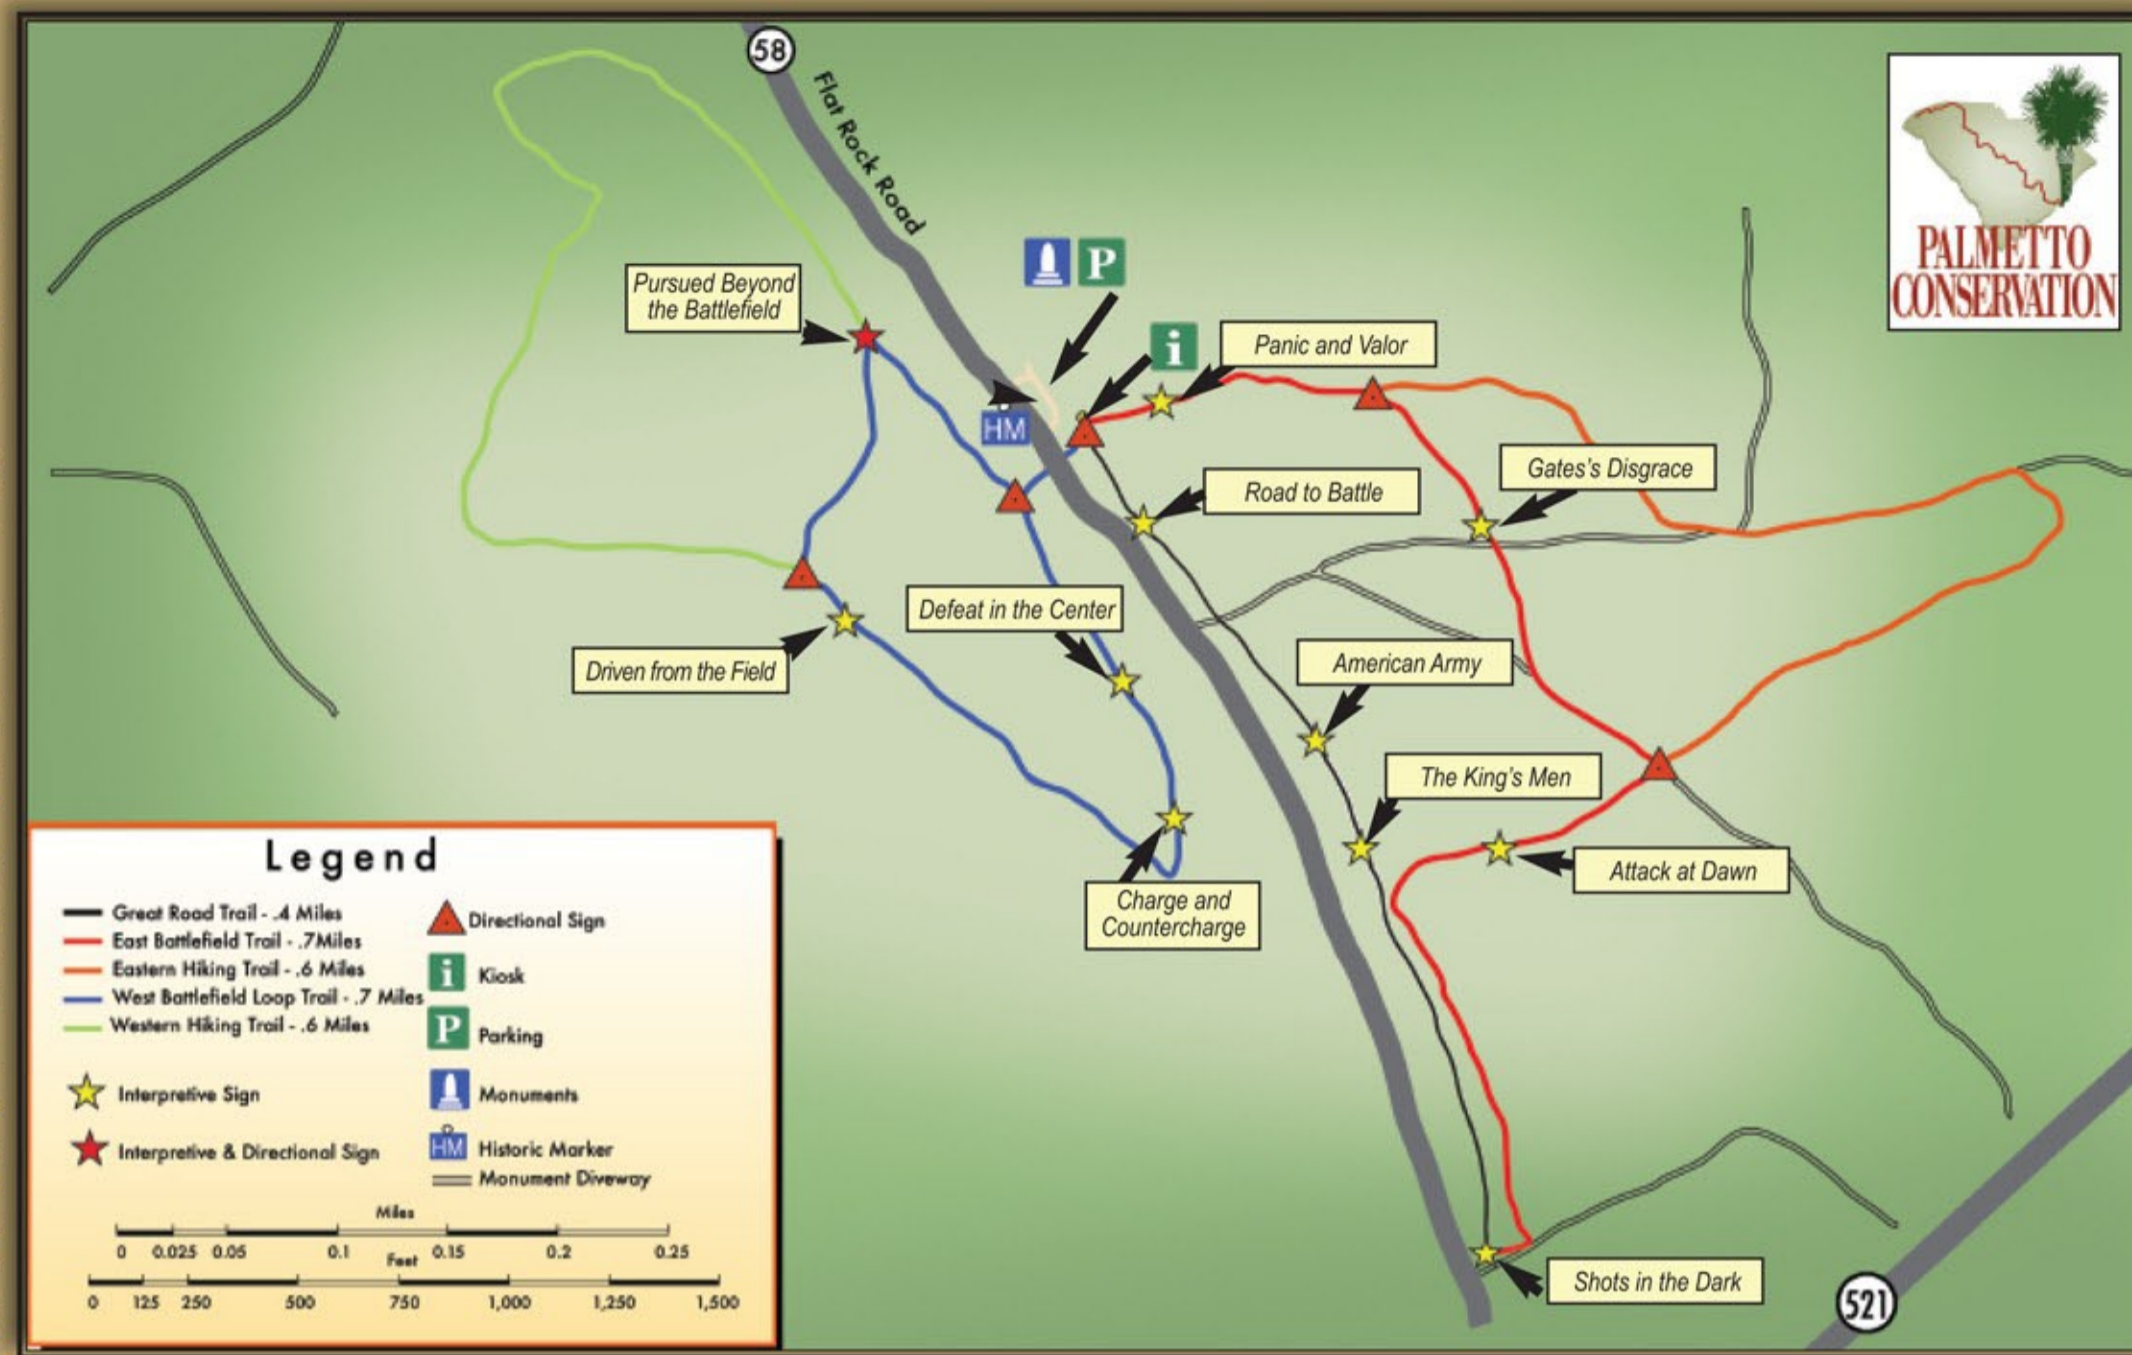 58
Flat Rock Road
PALMETTO
CONSERVATION
P
i
HM
Pursued Beyond
the Battlefield
Panic and Valor
Gates's Disgrace
Road to Battle
Defeat in the Center
American Army
Driven from the Field
The King's Men
Attack at Dawn
Charge and
Countercharge
Shots in the Dark
521
Legend
Great Road Trail - .4 Miles
East Battlefield Trail - .7Miles
Eastern Hiking Trail - .6 Miles
West Battlefield Loop Trail - .7 Miles
Western Hiking Trail - .6 Miles
Interpretive Sign
Interpretive & Directional Sign
Directional Sign
i Kiosk
P Parking
Monuments
HM Historic Marker
Monument Diveway
Miles
0 0.025 0.05 0.1 0.15 0.2 0.25
Feet
0 125 250 500 750 1,000 1,250 1,500